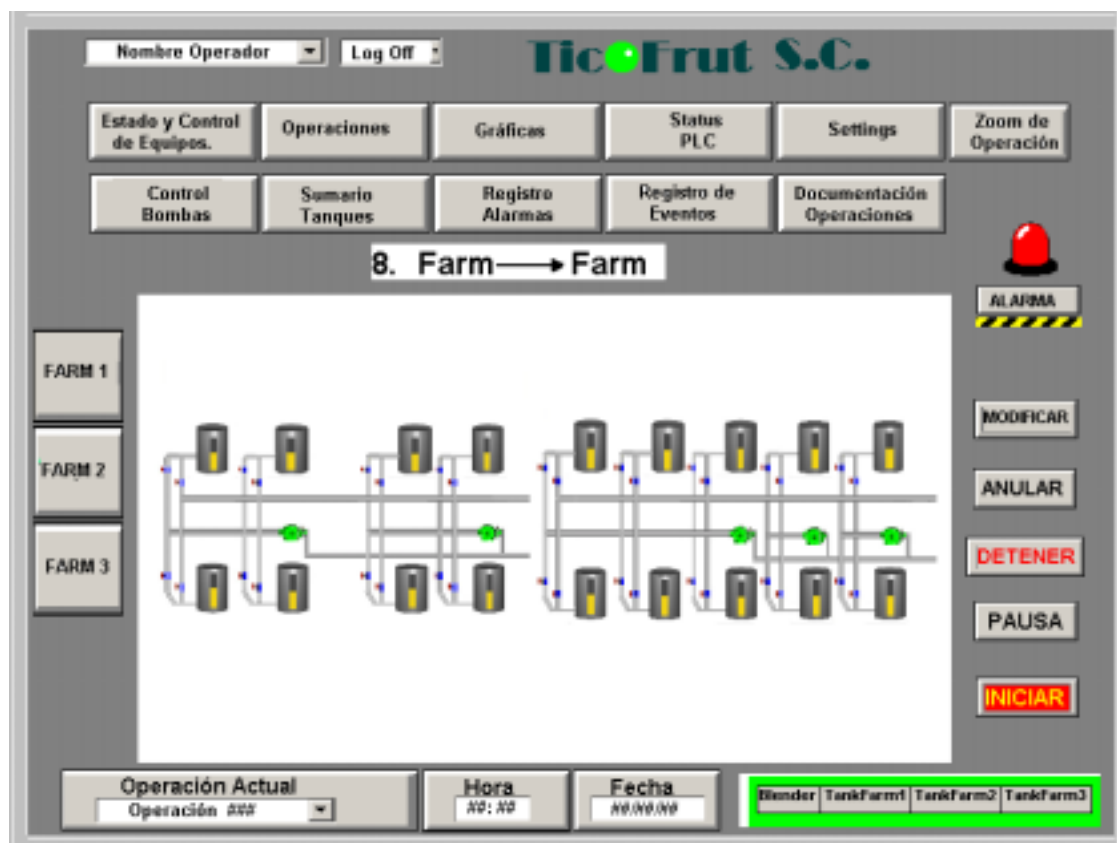 Nombre Operador
Log Off
TicoFrut S.C.
Estado y Control
de Equipos.
Operaciones
Gráficas
Status
PLC
Settings
Zoom de
Operación
Control
Bombas
Sumario
Tanques
Registro
Alarmas
Registro de
Eventos
Documentación
Operaciones
8. Farm→Farm
ALARMA
FARM 1
FARM 2
FARM 3
MODIFICAR
ANULAR
DETENER
PAUSA
INICIAR
Operación Actual
Operación ###
Hora
##:##
Fecha
##/##/##
Blender TankFarm1 TankFarm2 TankFarm3